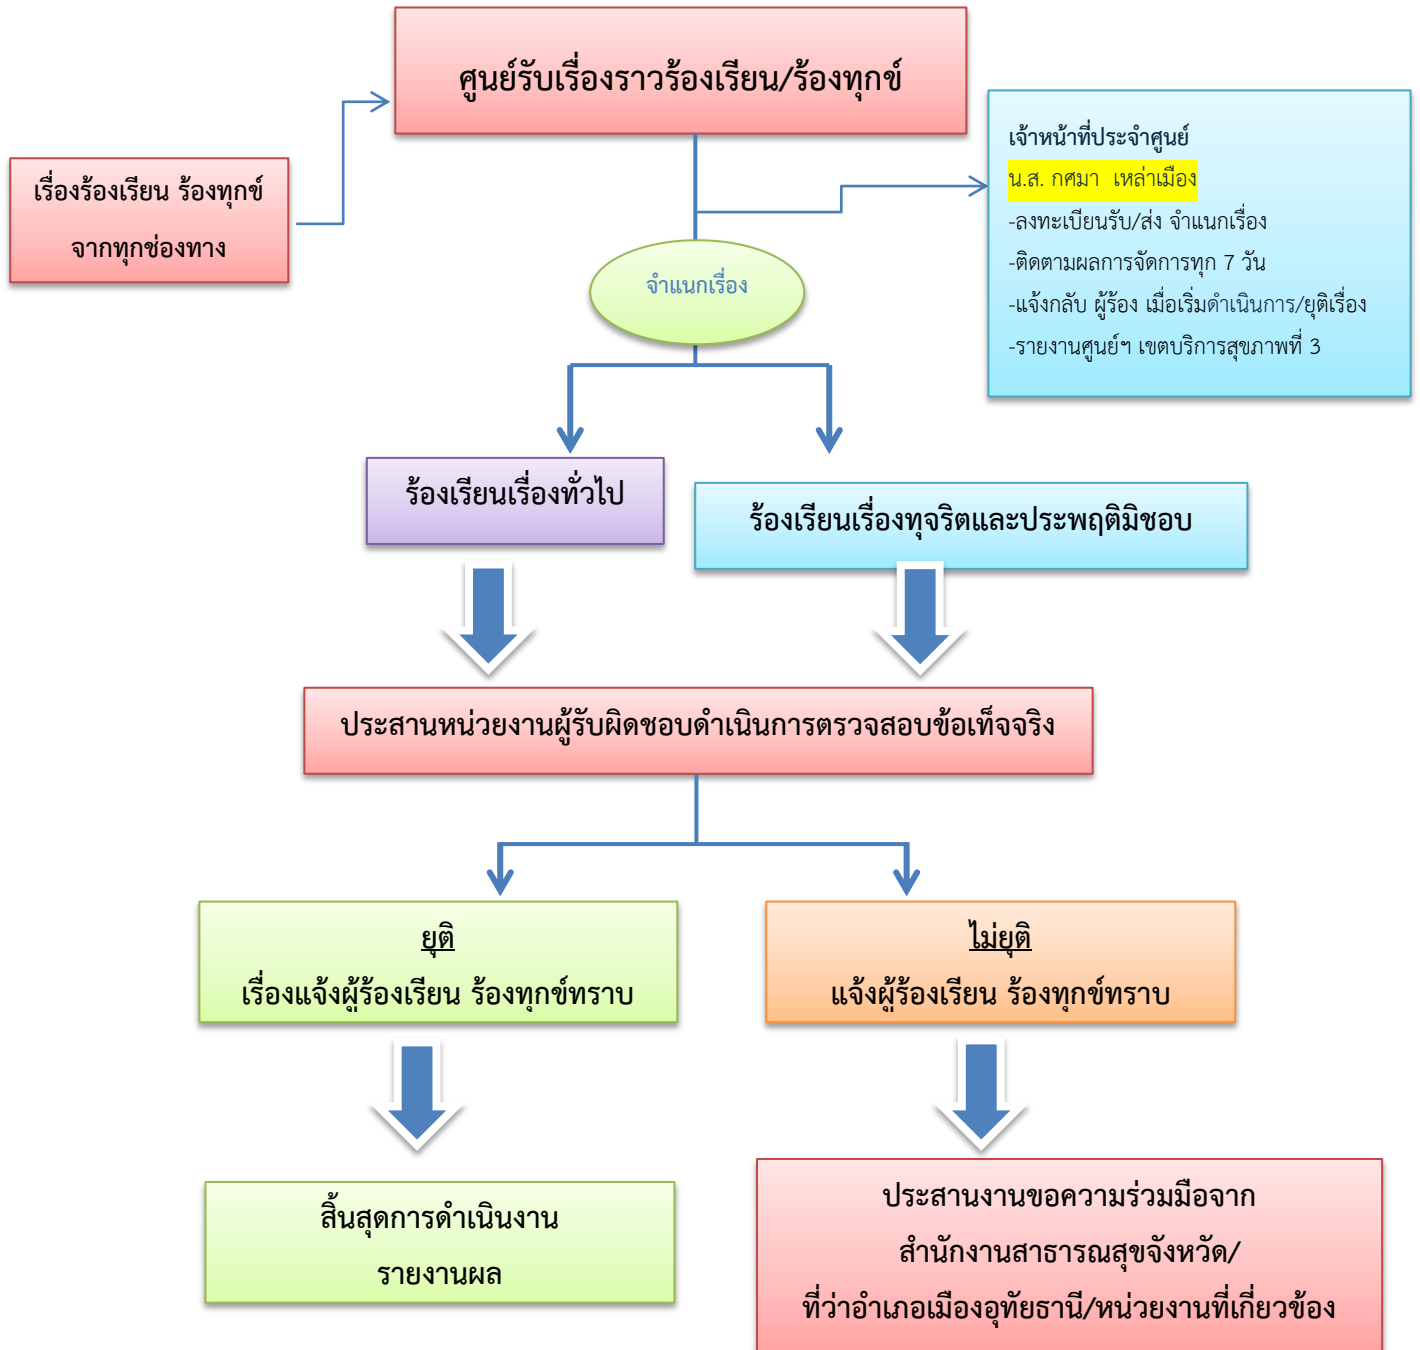 ศูนย์รับเรื่องราวร้องเรียน/ร้องทุกข์
เรื่องร้องเรียน ร้องทุกข์
จากทุกช่องทาง
เจ้าหน้าที่ประจำศูนย์
น.ส. กศมา  เหล่าเมือง
-ลงทะเบียนรับ/ส่ง จำแนกเรื่อง
-ติดตามผลการจัดการทุก 7 วัน
-แจ้งกลับ ผู้ร้อง เมื่อเริ่มดำเนินการ/ยุติเรื่อง
-รายงานศูนย์ฯ เขตบริการสุขภาพที่ 3
จำแนกเรื่อง
ร้องเรียนเรื่องทั่วไป
ร้องเรียนเรื่องทุจริตและประพฤติมิชอบ
ประสานหน่วยงานผู้รับผิดชอบดำเนินการตรวจสอบข้อเท็จจริง
ยุติ
เรื่องแจ้งผู้ร้องเรียน ร้องทุกข์ทราบ
ไม่ยุติ
แจ้งผู้ร้องเรียน ร้องทุกข์ทราบ
สิ้นสุดการดำเนินงาน
รายงานผล
ประสานงานขอความร่วมมือจาก
สำนักงานสาธารณสุขจังหวัด/
ที่ว่าอำเภอเมืองอุทัยธานี/หน่วยงานที่เกี่ยวข้อง